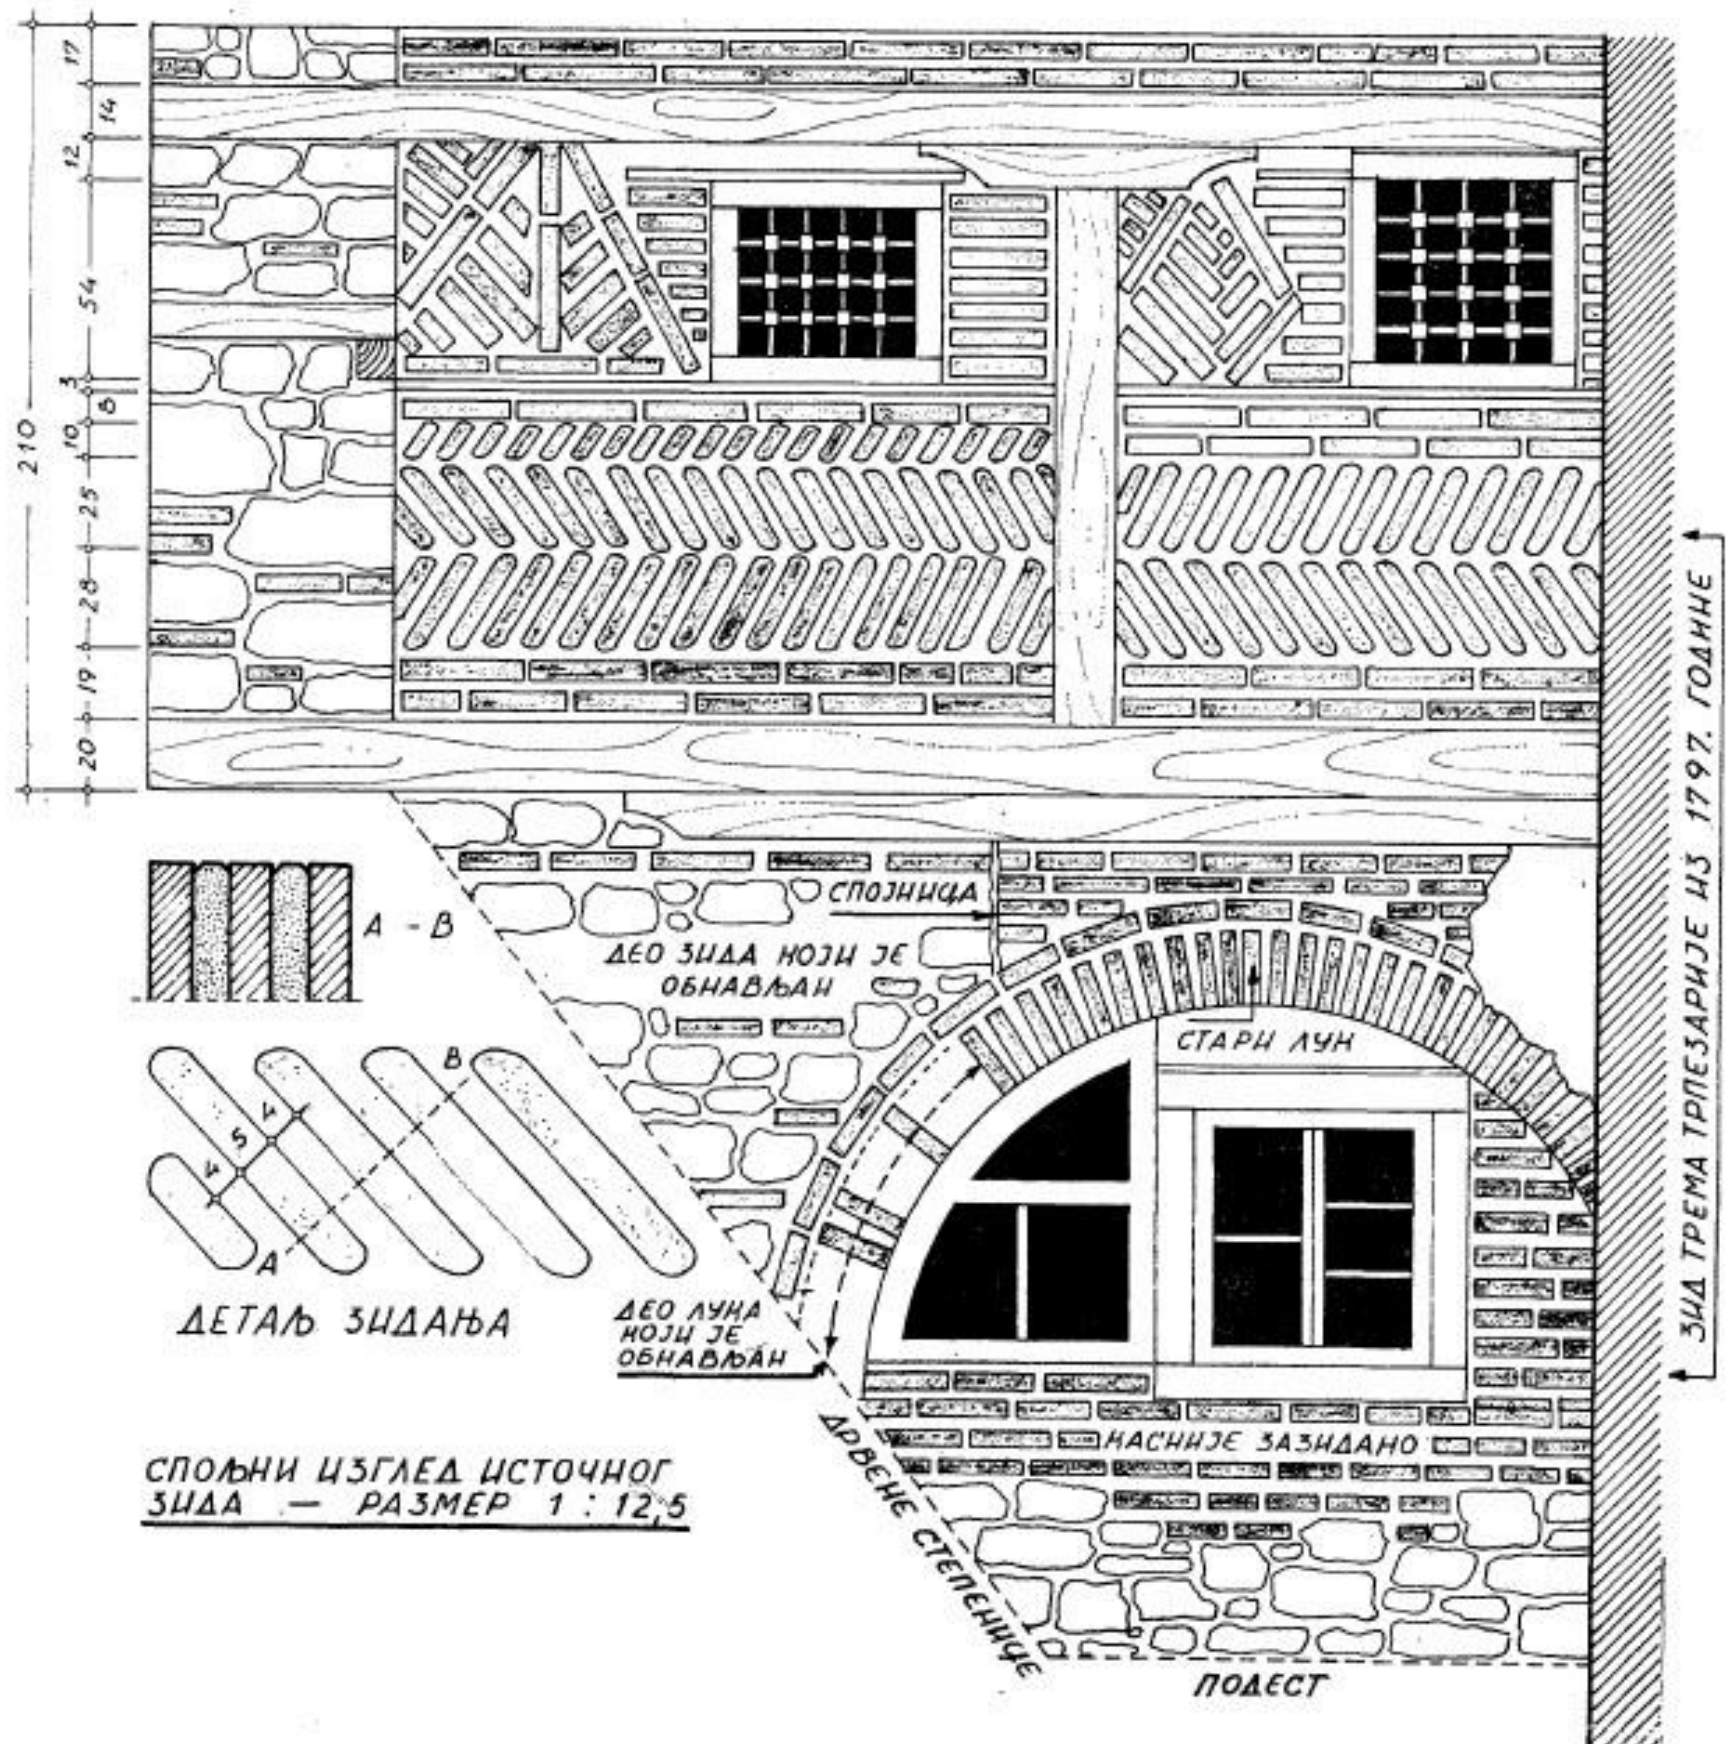 17
14
12
54
3
8
10
25
28
19
20
210
А - В
СПОЈНИЦА
ДЕО ЗИДА КОЈИ ЈЕ
ОБНАВЉАН
СТАРИ ЛУК
В
4
5
4
А
ДЕТАЉ ЗИДАЊА
ДЕО ЛУКА
КОЈИ ЈЕ
ОБНАВЉАН
КАСНИЈЕ ЗАЗИДАНО
ДРВЕНЕ СТЕПЕНИЦЕ
ПОДЕСТ
СПОЉНИ ИЗГЛЕД ИСТОЧНОГ
ЗИДА — РАЗМЕР 1 : 12,5
ЗИД ТРЕМА ТРПЕЗАРИЈЕ ИЗ 1797. ГОДИНЕ